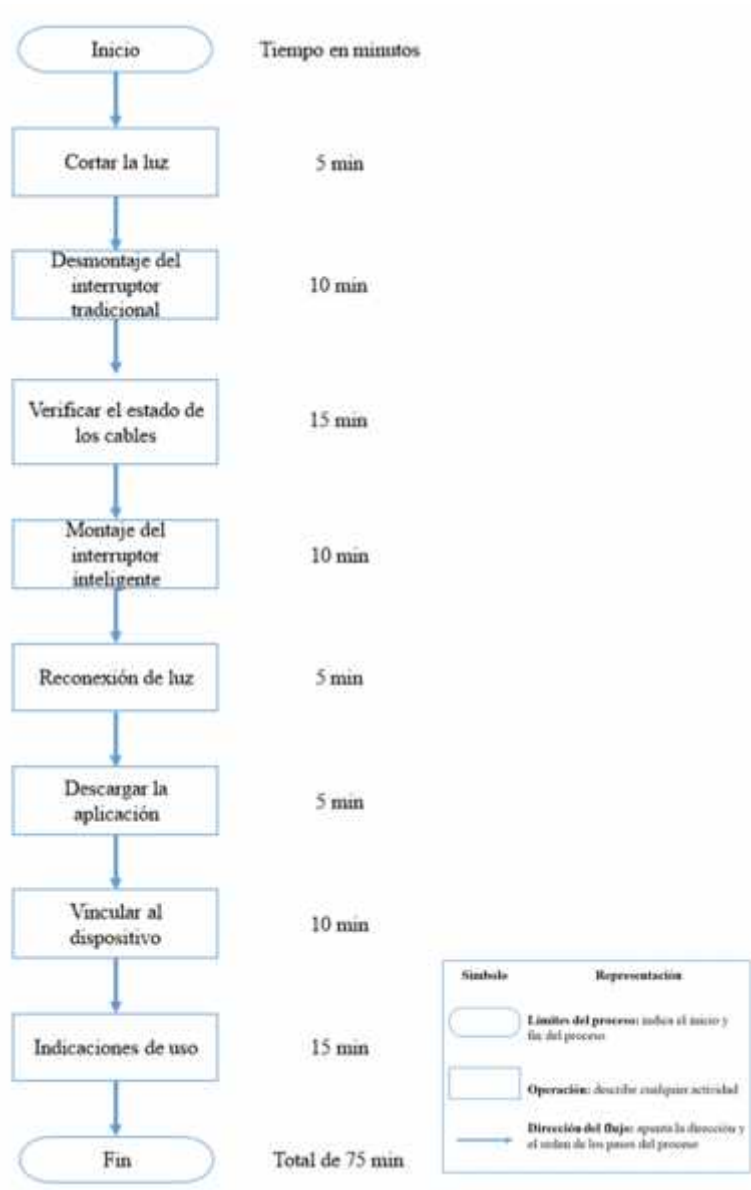 Inicio
Tiempo en minutos
Cortar la luz
5 min
Desmontaje del
interruptor
tradicional
10 min
Verificar el estado de
los cables
15 min
Montaje del
interruptor
inteligente
10 min
Reconexión de luz
5 min
Descargar la
aplicación
5 min
Vincular al
dispositivo
10 min
Indicaciones de uso
15 min
Fin
Total de 75 min
Símbolo
Representación
Límites del proceso: indica el inicio y
fin del proceso
Operación: describe cualquier actividad
Dirección del flujo: apunta la dirección y
el orden de los pasos del proceso